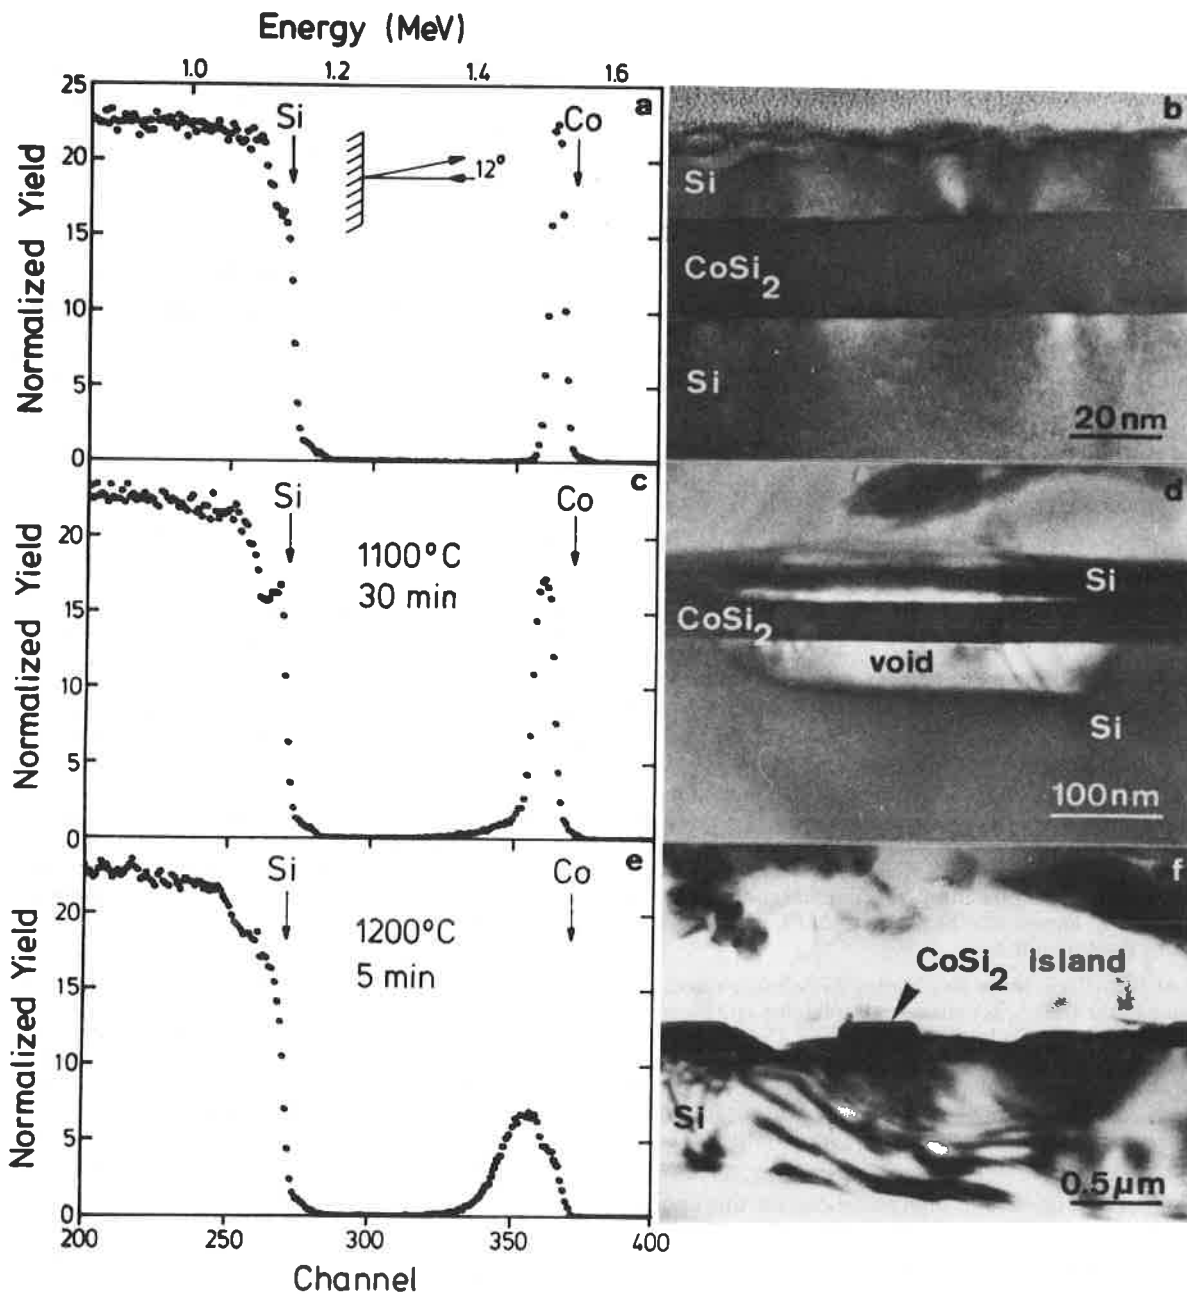 Energy (MeV)
1.0 1.2 1.4 1.6
25
20
15
10
5
0
Normalized Yield
a
Si
Co
12°
b
Si
CoSi2
Si
20 nm
20
15
10
5
0
Normalized Yield
c
Si
Co
1100°C
30 min
d
Si
CoSi2
void
Si
100nm
20
15
10
5
0
Normalized Yield
e
Si
Co
1200°C
5 min
f
CoSi2 island
Si
0.5µm
200 250 300 350 400
Channel